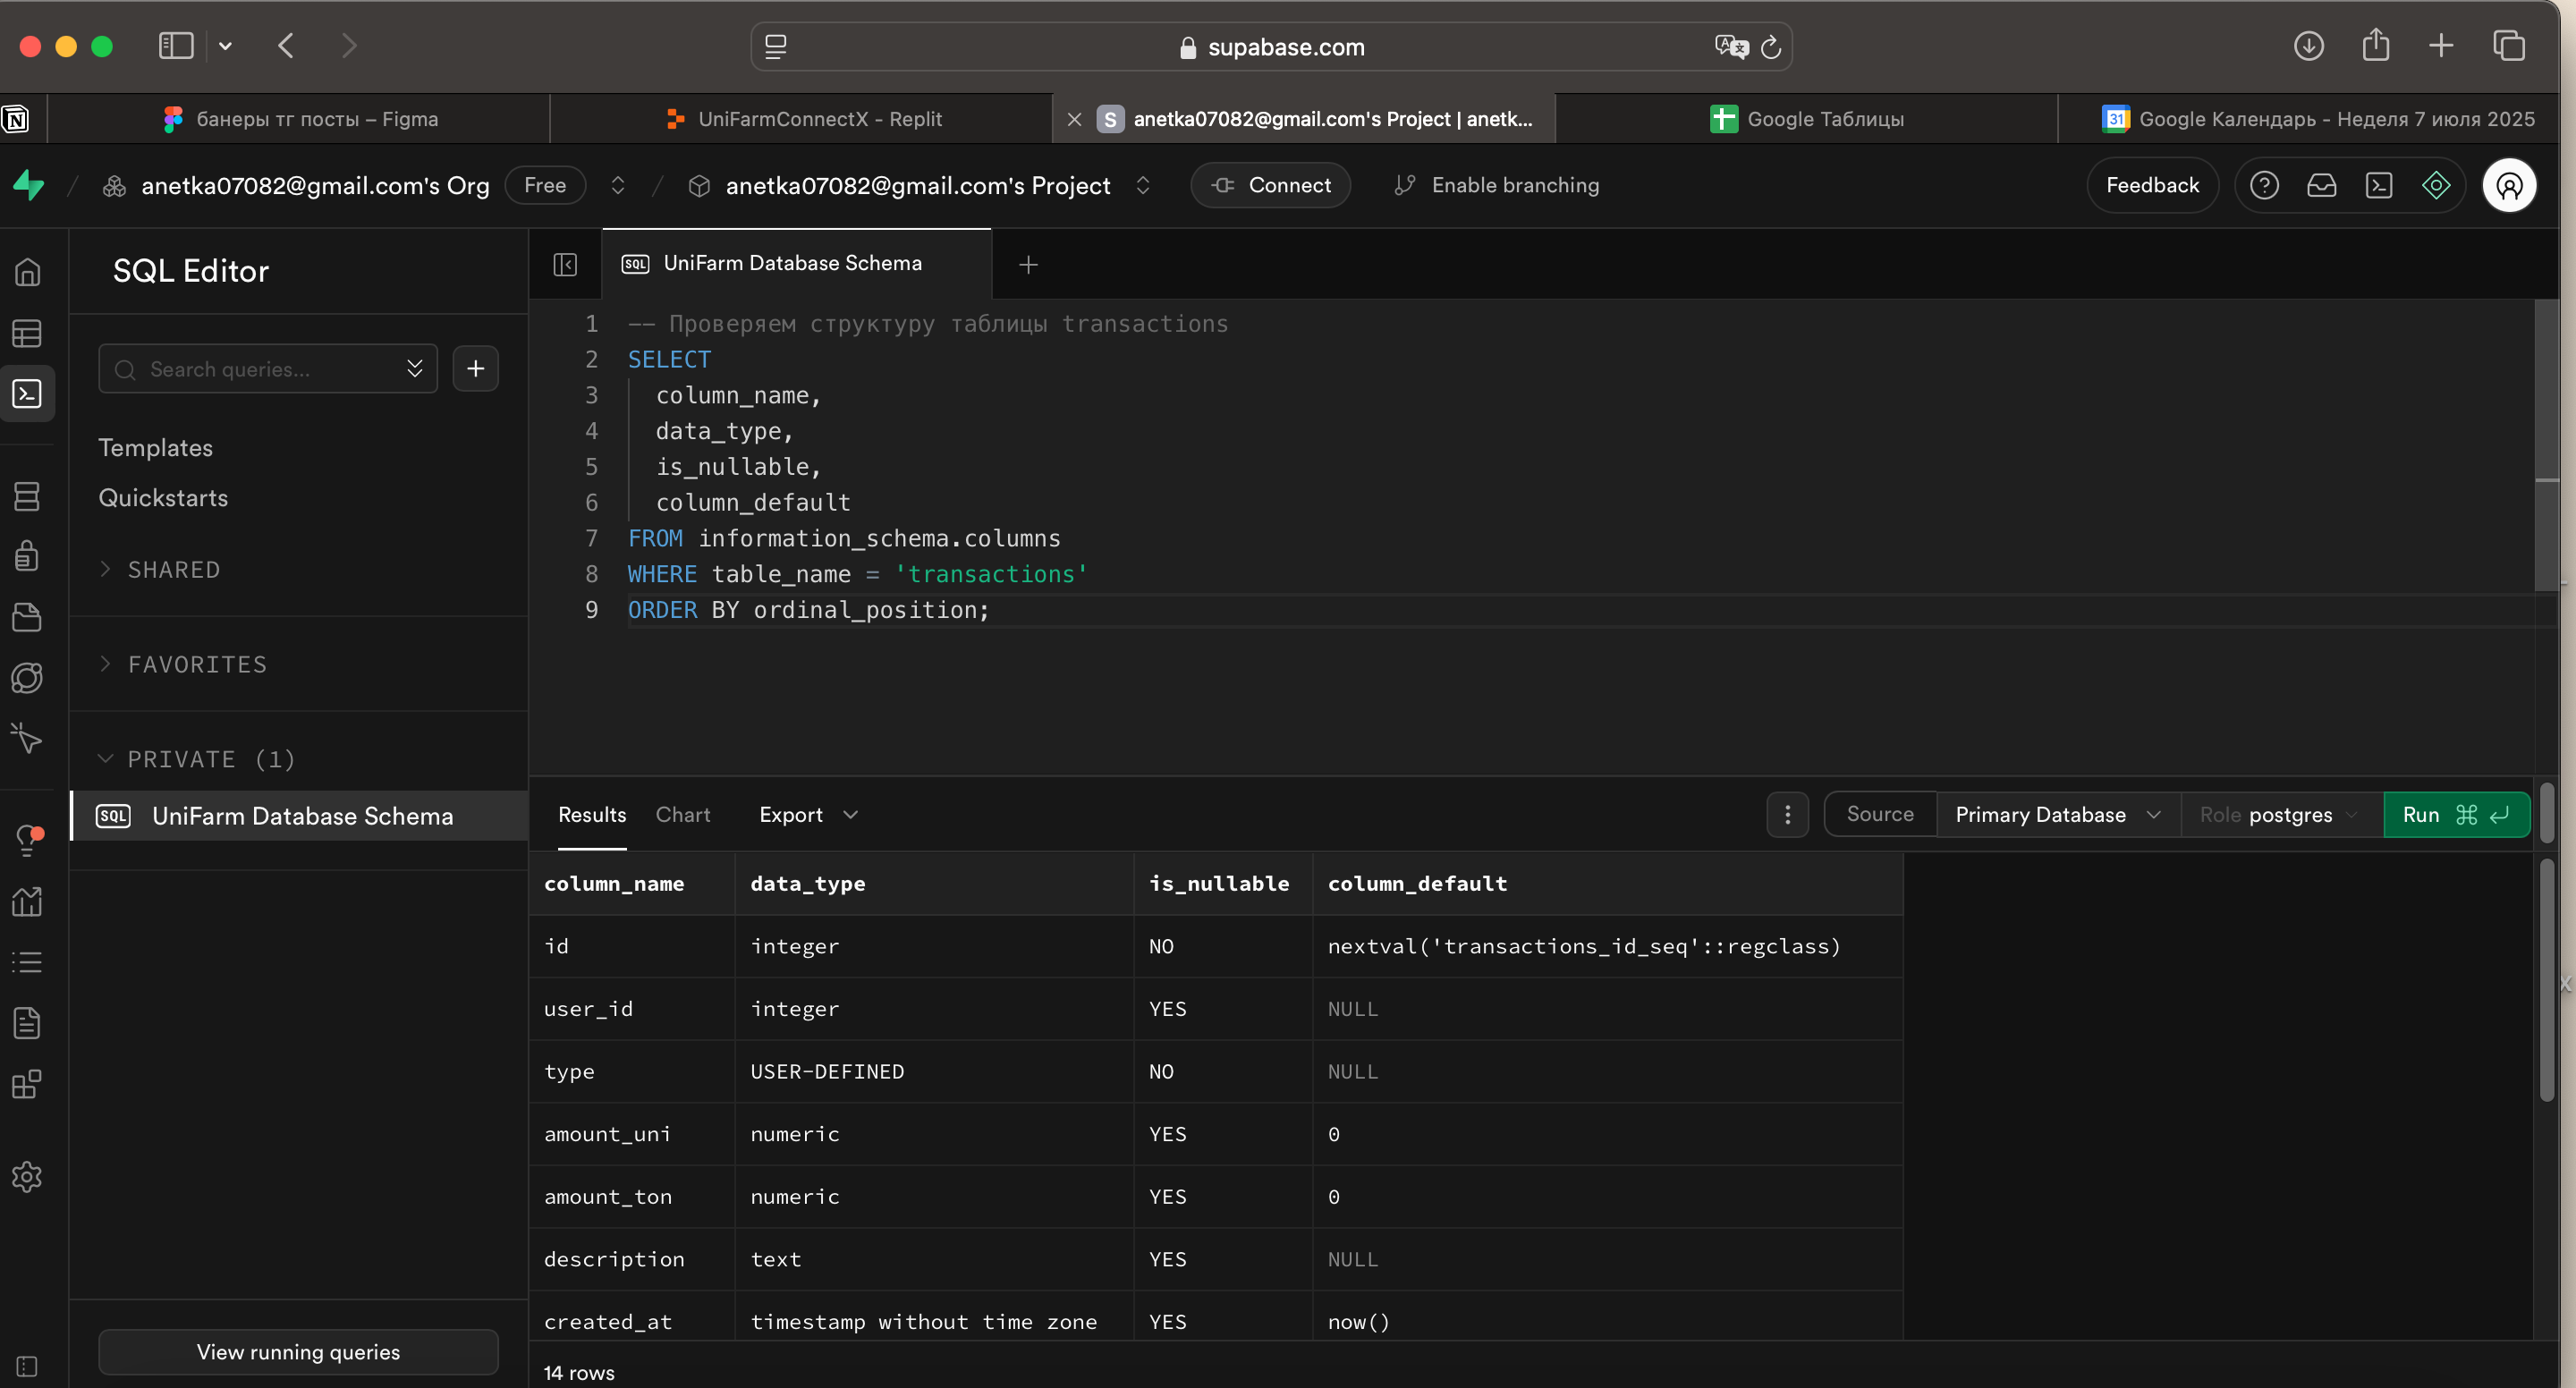 supabase.com
банеры тг посты – Figma
UniFarmConnectX - Replit
S anetka07082@gmail.com's Project | anetk...
Google Таблицы
31 Google Календарь - Неделя 7 июля 2025
/ anetka07082@gmail.com's Org Free / anetka07082@gmail.com's Project Connect Enable branching Feedback
SQL Editor
Search queries...
Templates
Quickstarts
SHARED
FAVORITES
PRIVATE (1)
SQL UniFarm Database Schema
View running queries
SQL UniFarm Database Schema
1 -- Проверяем структуру таблицы transactions
2 SELECT
3 column_name,
4 data_type,
5 is_nullable,
6 column_default
7 FROM information_schema.columns
8 WHERE table_name = 'transactions'
9 ORDER BY ordinal_position;
Results Chart Export Source Primary Database Role postgres Run ⌘ ↵
column_name data_type is_nullable column_default
id integer NO nextval('transactions_id_seq'::regclass)
user_id integer YES NULL
type USER-DEFINED NO NULL
amount_uni numeric YES 0
amount_ton numeric YES 0
description text YES NULL
created_at timestamp without time zone YES now()
14 rows